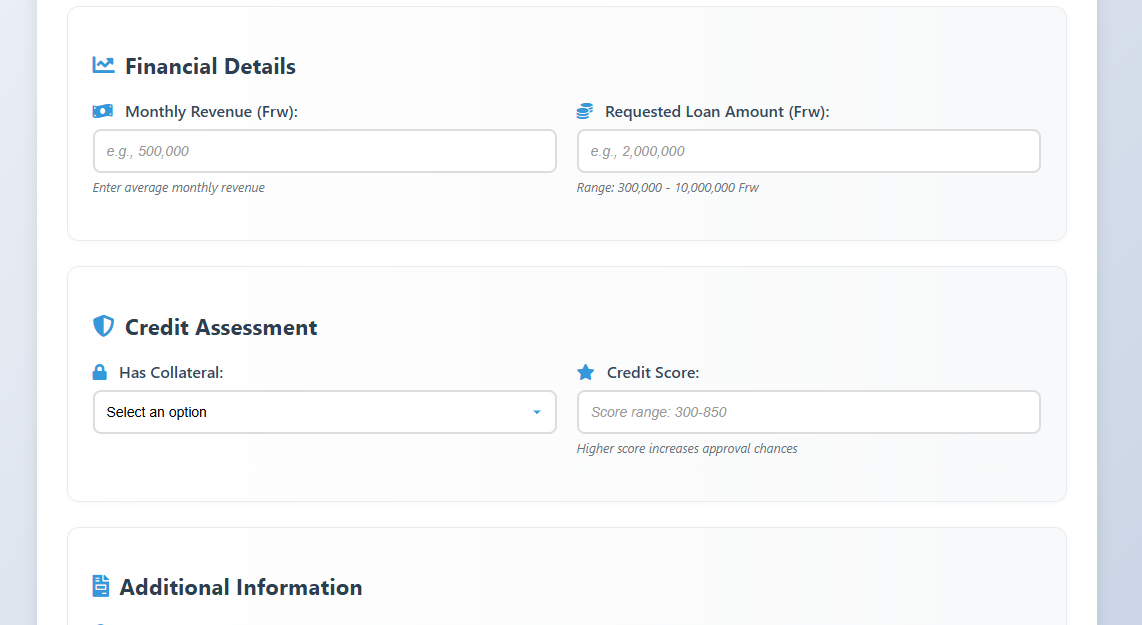 Financial Details
Monthly Revenue (Frw):
e.g., 500,000
Enter average monthly revenue
Requested Loan Amount (Frw):
e.g., 2,000,000
Range: 300,000 - 10,000,000 Frw
Credit Assessment
Has Collateral:
Select an option
Credit Score:
Score range: 300-850
Higher score increases approval chances
Additional Information